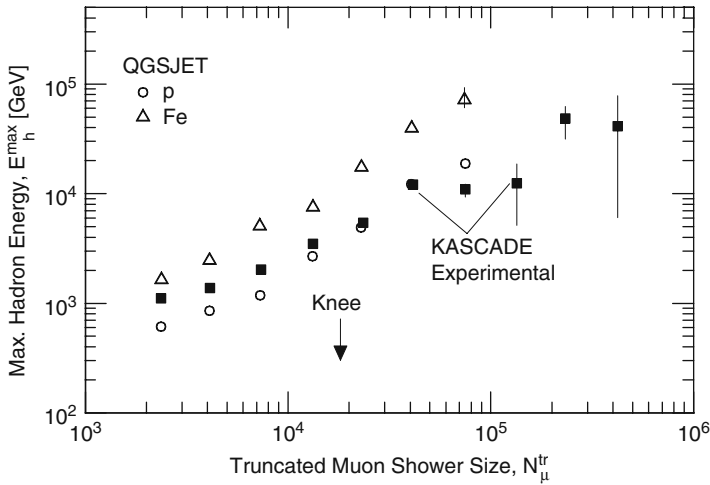 QGSJET
p
Fe
KASCADE
Experimental
Knee
Max. Hadron Energy, E_h^max [GeV]
10^5
10^4
10^3
10^2
10^3 10^4 10^5 10^6
Truncated Muon Shower Size, N_μ^tr